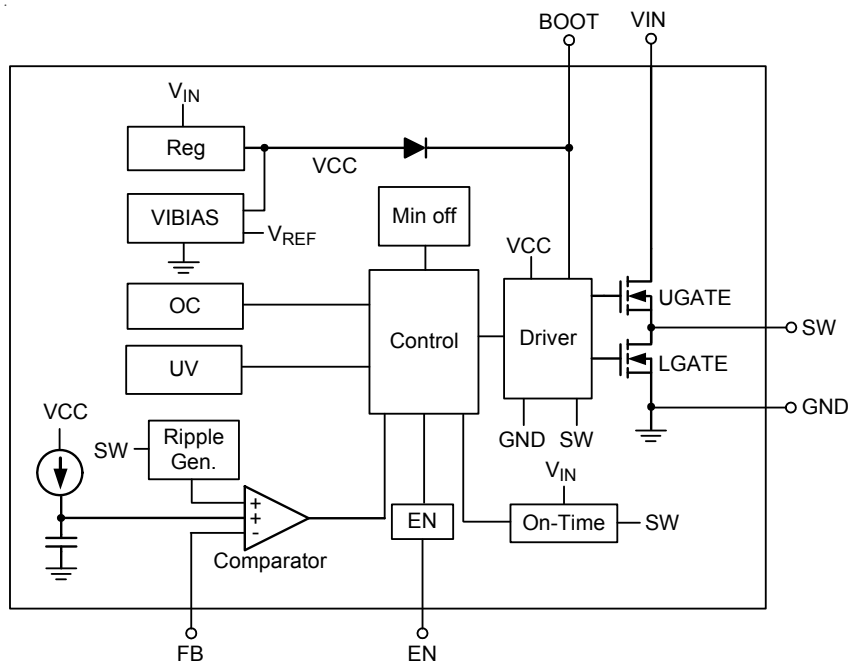 BOOT
VIN
VIN
Reg
VCC
VIBIAS
VREF
Min off
VCC
OC
UV
Control
Driver
UGATE
SW
LGATE
GND
VCC
SW
Ripple
Gen.
GND
SW
VIN
+
+
-
EN
On-Time
SW
Comparator
FB
EN